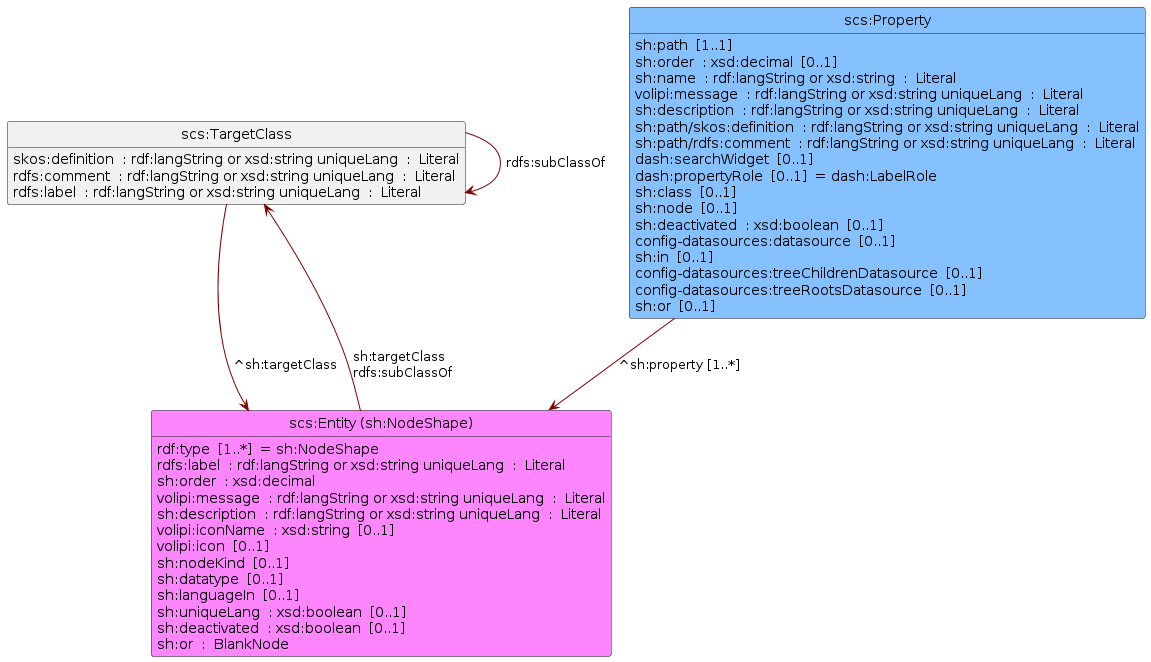 scs:Property
sh:path [1..1]
sh:order : xsd:decimal [0..1]
sh:name : rdf:langString or xsd:string : Literal
volipi:message : rdf:langString or xsd:string uniqueLang : Literal
sh:description : rdf:langString or xsd:string uniqueLang : Literal
sh:path/skos:definition : rdf:langString or xsd:string uniqueLang : Literal
sh:path/rdfs:comment : rdf:langString or xsd:string uniqueLang : Literal
dash:searchWidget [0..1]
dash:propertyRole [0..1] = dash:LabelRole
sh:class [0..1]
sh:node [0..1]
sh:deactivated : xsd:boolean [0..1]
config-datasources:datasource [0..1]
sh:in [0..1]
config-datasources:treeChildrenDatasource [0..1]
config-datasources:treeRootsDatasource [0..1]
sh:or [0..1]
scs:TargetClass
skos:definition : rdf:langString or xsd:string uniqueLang : Literal
rdfs:comment : rdf:langString or xsd:string uniqueLang : Literal
rdfs:label : rdf:langString or xsd:string uniqueLang : Literal
rdfs:subClassOf
^sh:targetClass
sh:targetClass
rdfs:subClassOf
^sh:property [1..*]
scs:Entity (sh:NodeShape)
rdf:type [1..*] = sh:NodeShape
rdfs:label : rdf:langString or xsd:string uniqueLang : Literal
sh:order : xsd:decimal
volipi:message : rdf:langString or xsd:string uniqueLang : Literal
sh:description : rdf:langString or xsd:string uniqueLang : Literal
volipi:iconName : xsd:string [0..1]
volipi:icon [0..1]
sh:nodeKind [0..1]
sh:datatype [0..1]
sh:languageIn [0..1]
sh:uniqueLang : xsd:boolean [0..1]
sh:deactivated : xsd:boolean [0..1]
sh:or : BlankNode